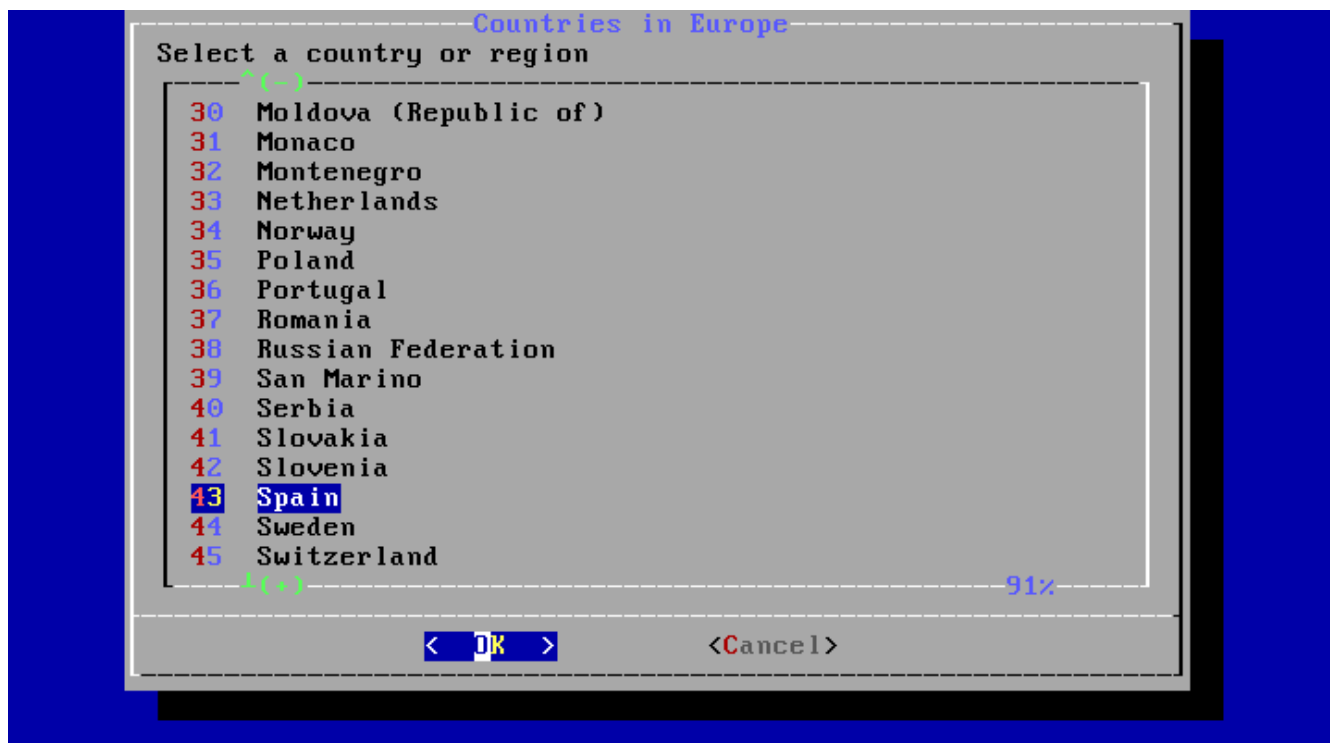 Countries in Europe
Select a country or region
^(-)
30 Moldova (Republic of)
31 Monaco
32 Montenegro
33 Netherlands
34 Norway
35 Poland
36 Portugal
37 Romania
38 Russian Federation
39 San Marino
40 Serbia
41 Slovakia
42 Slovenia
43 Spain
44 Sweden
45 Switzerland
┴(+) 91%
< OK > <Cancel>